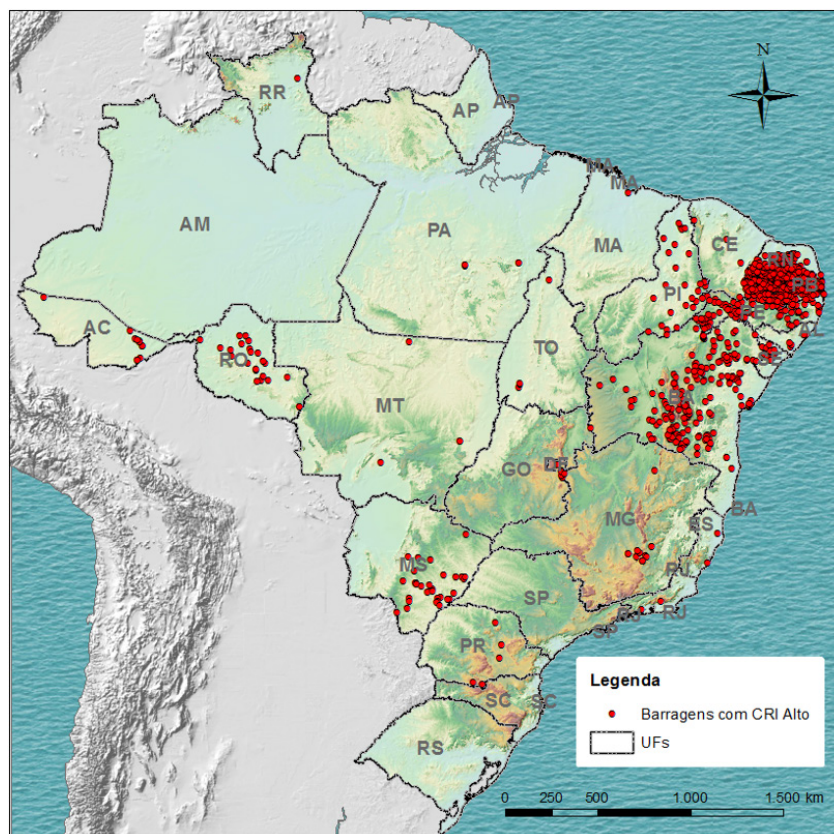 N
RR
AP
AP
MA
MA
AM
PA
MA
CE
RN
PB
PI
PE
AL
AC
SE
RO
TO
BA
MT
GO
DF
BA
MG
ES
MS
RJ
SP
RJ
RJ
SP
PR
SC
SC
RS
Legenda
Barragens com CRI Alto
UFs
0 250 500 1.000 1.500 km